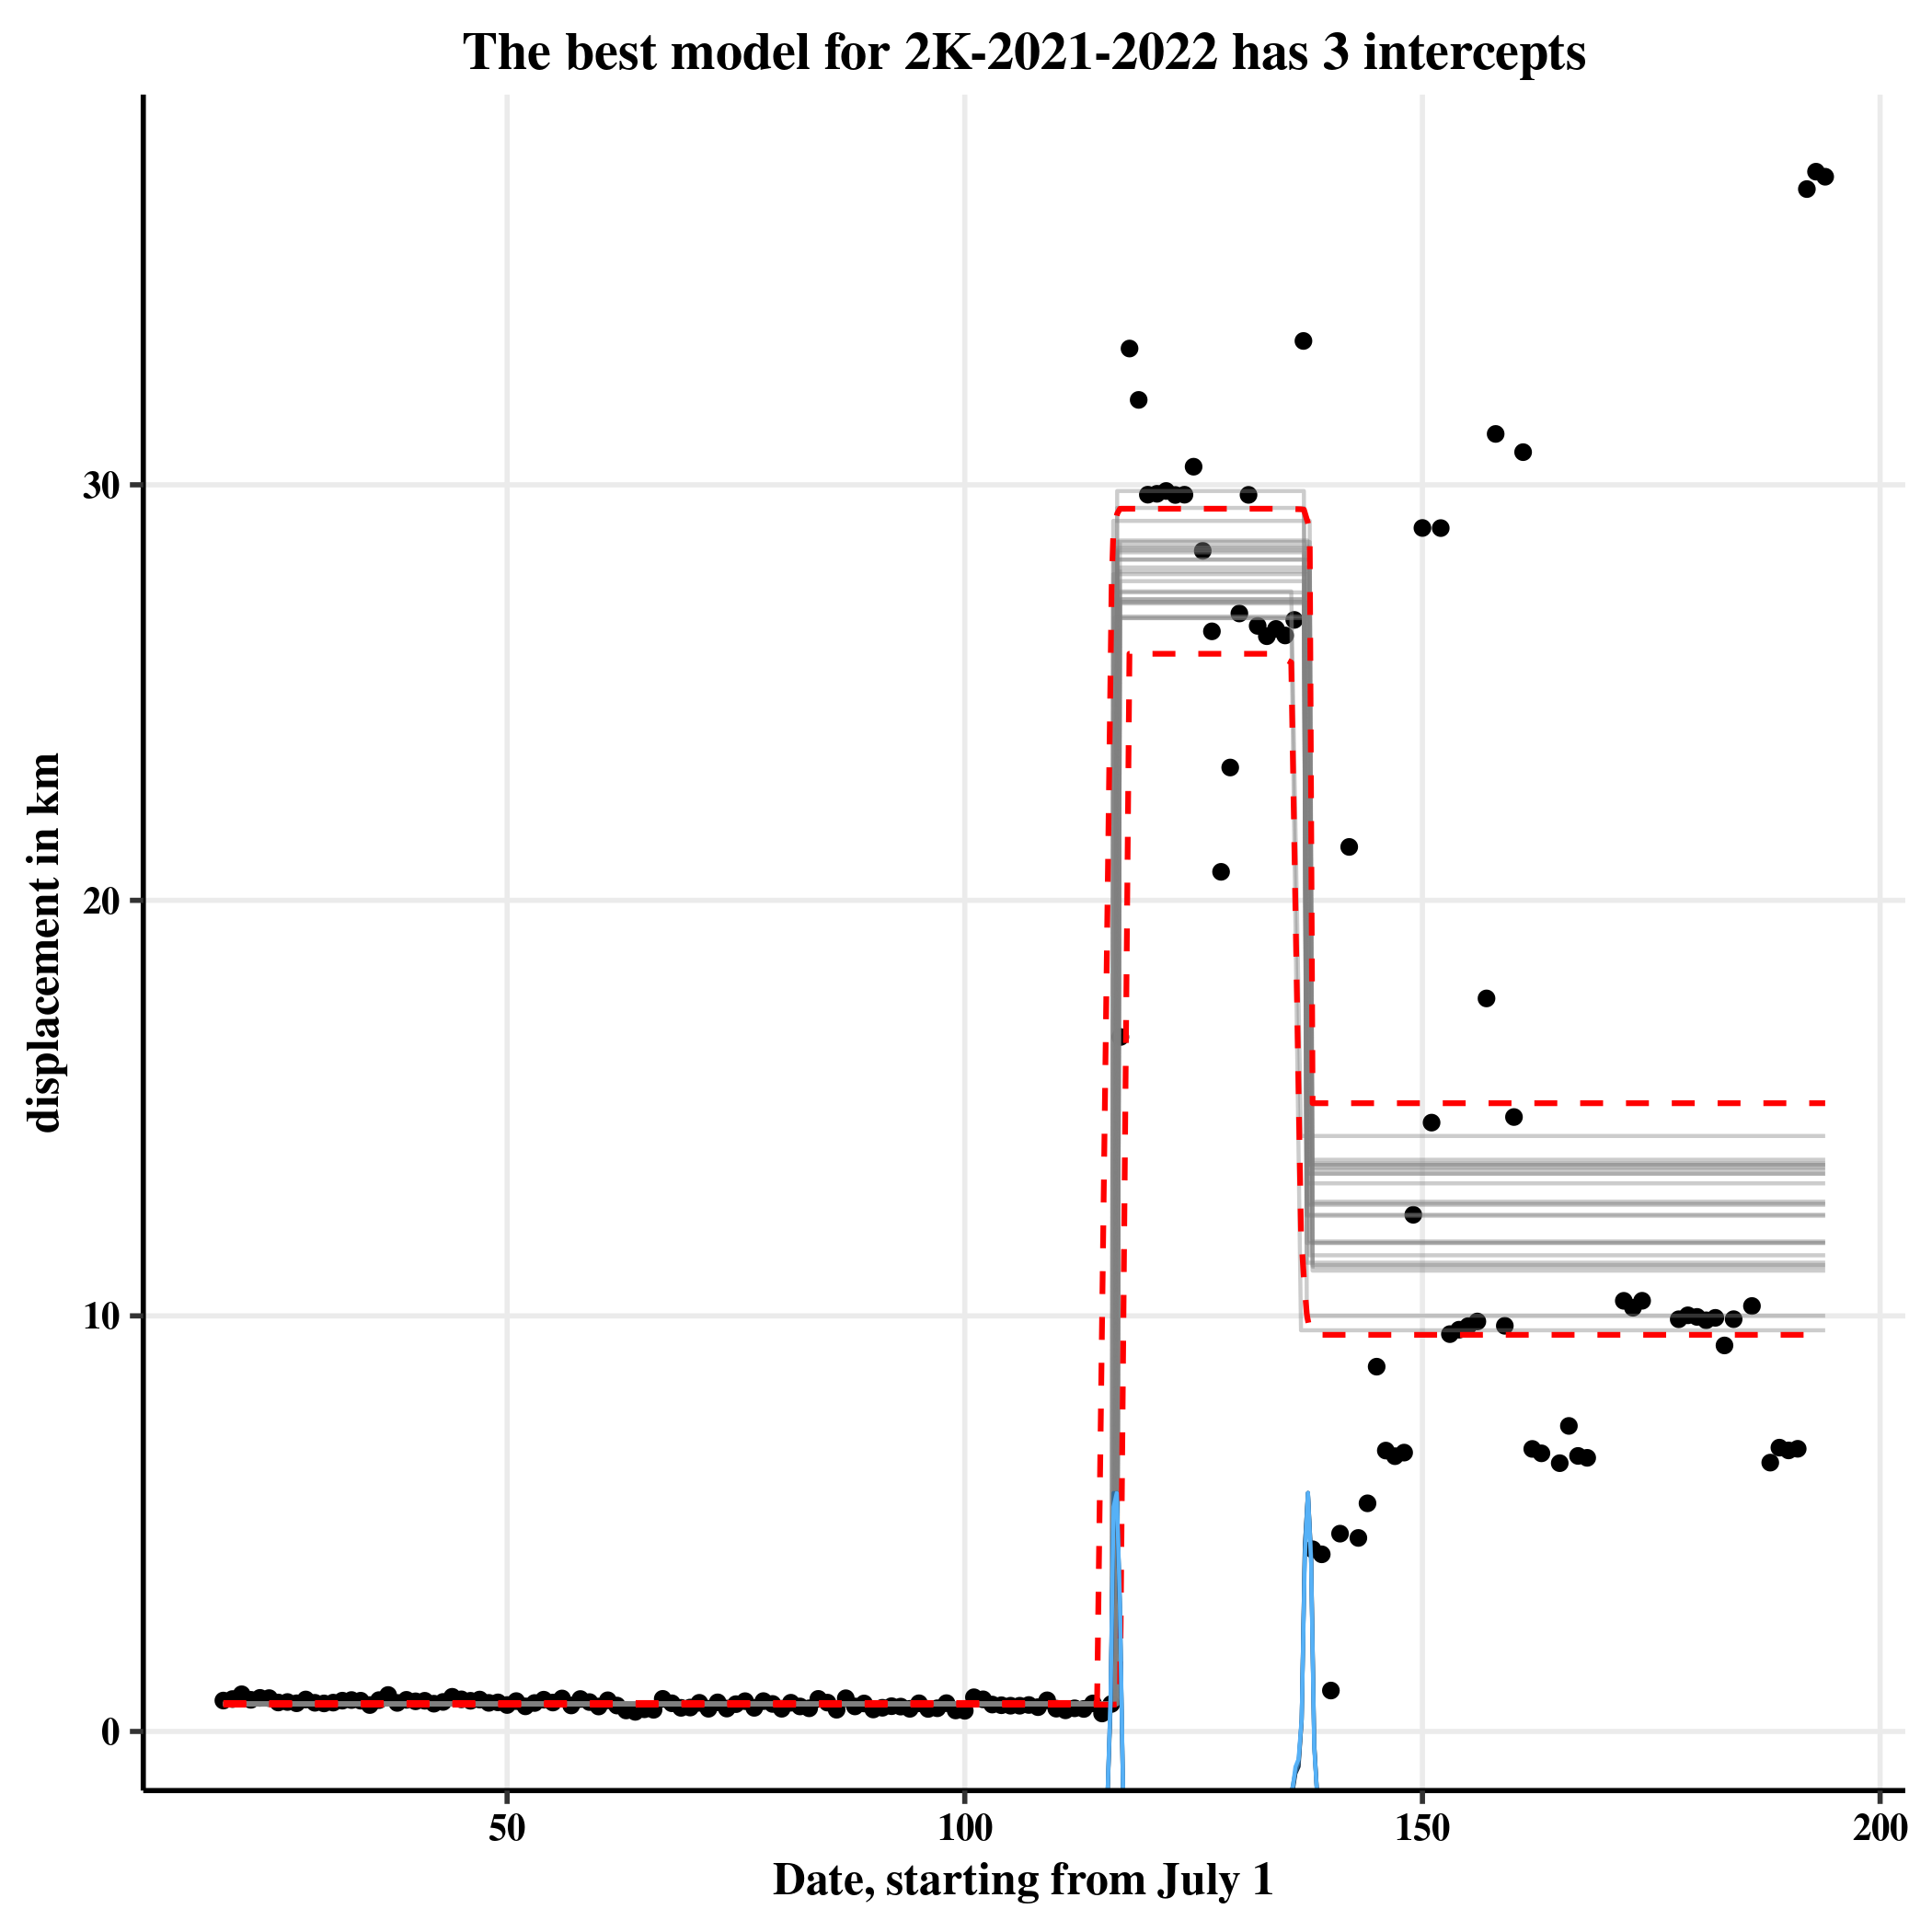 The best model for 2K-2021-2022 has 3 intercepts
displacement in km
30
20
10
0
50 100 150 200
Date, starting from July 1